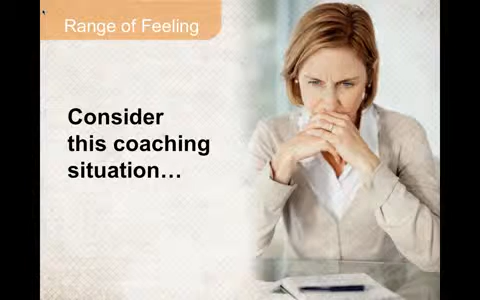 Range of Feeling
Consider
this coaching
situation…